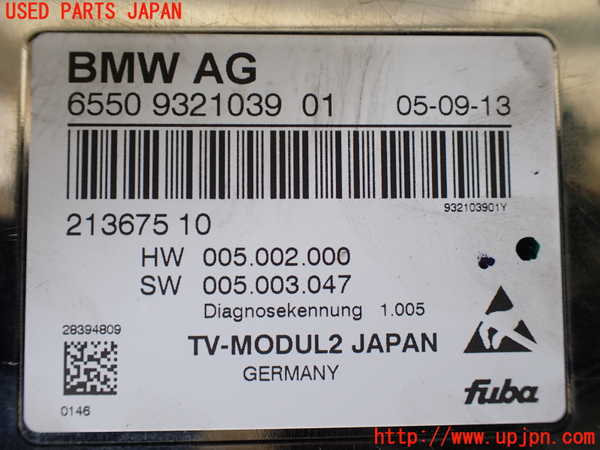 USED PARTS JAPAN
BMW AG
6550 9321039 01 05-09-13
932103901Y
213675 10
HW 005.002.000
SW 005.003.047
Diagnosekennung 1.005
28394809
TV-MODUL2 JAPAN
GERMANY
0146
fuba
http://www.upjpn.com/